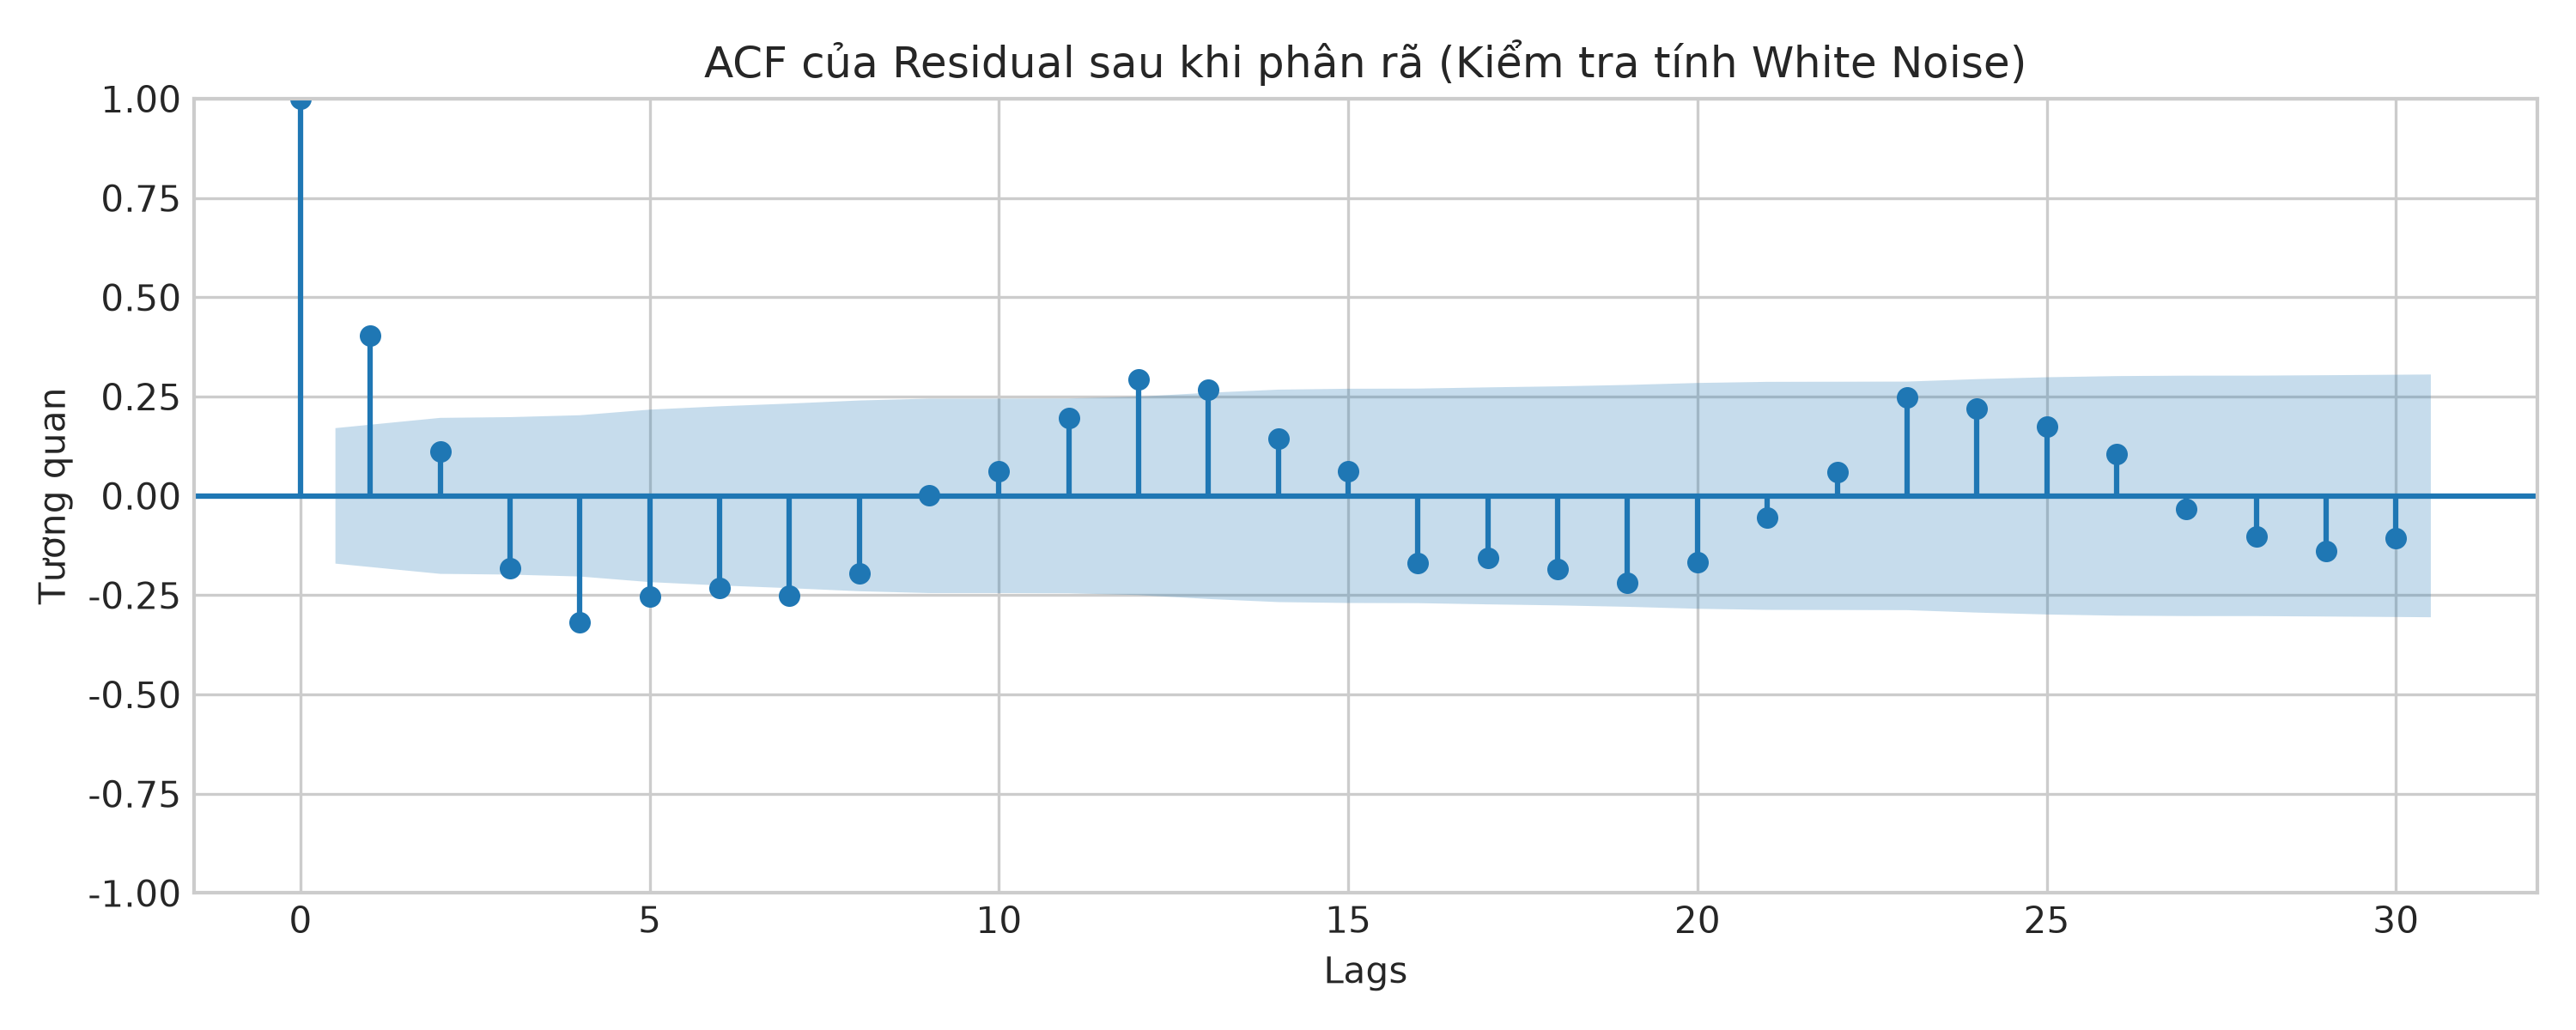 ACF của Residual sau khi phân rã (Kiểm tra tính White Noise)
1.00
0.75
0.50
0.25
0.00
-0.25
-0.50
-0.75
-1.00
Tương quan
0 5 10 15 20 25 30
Lags